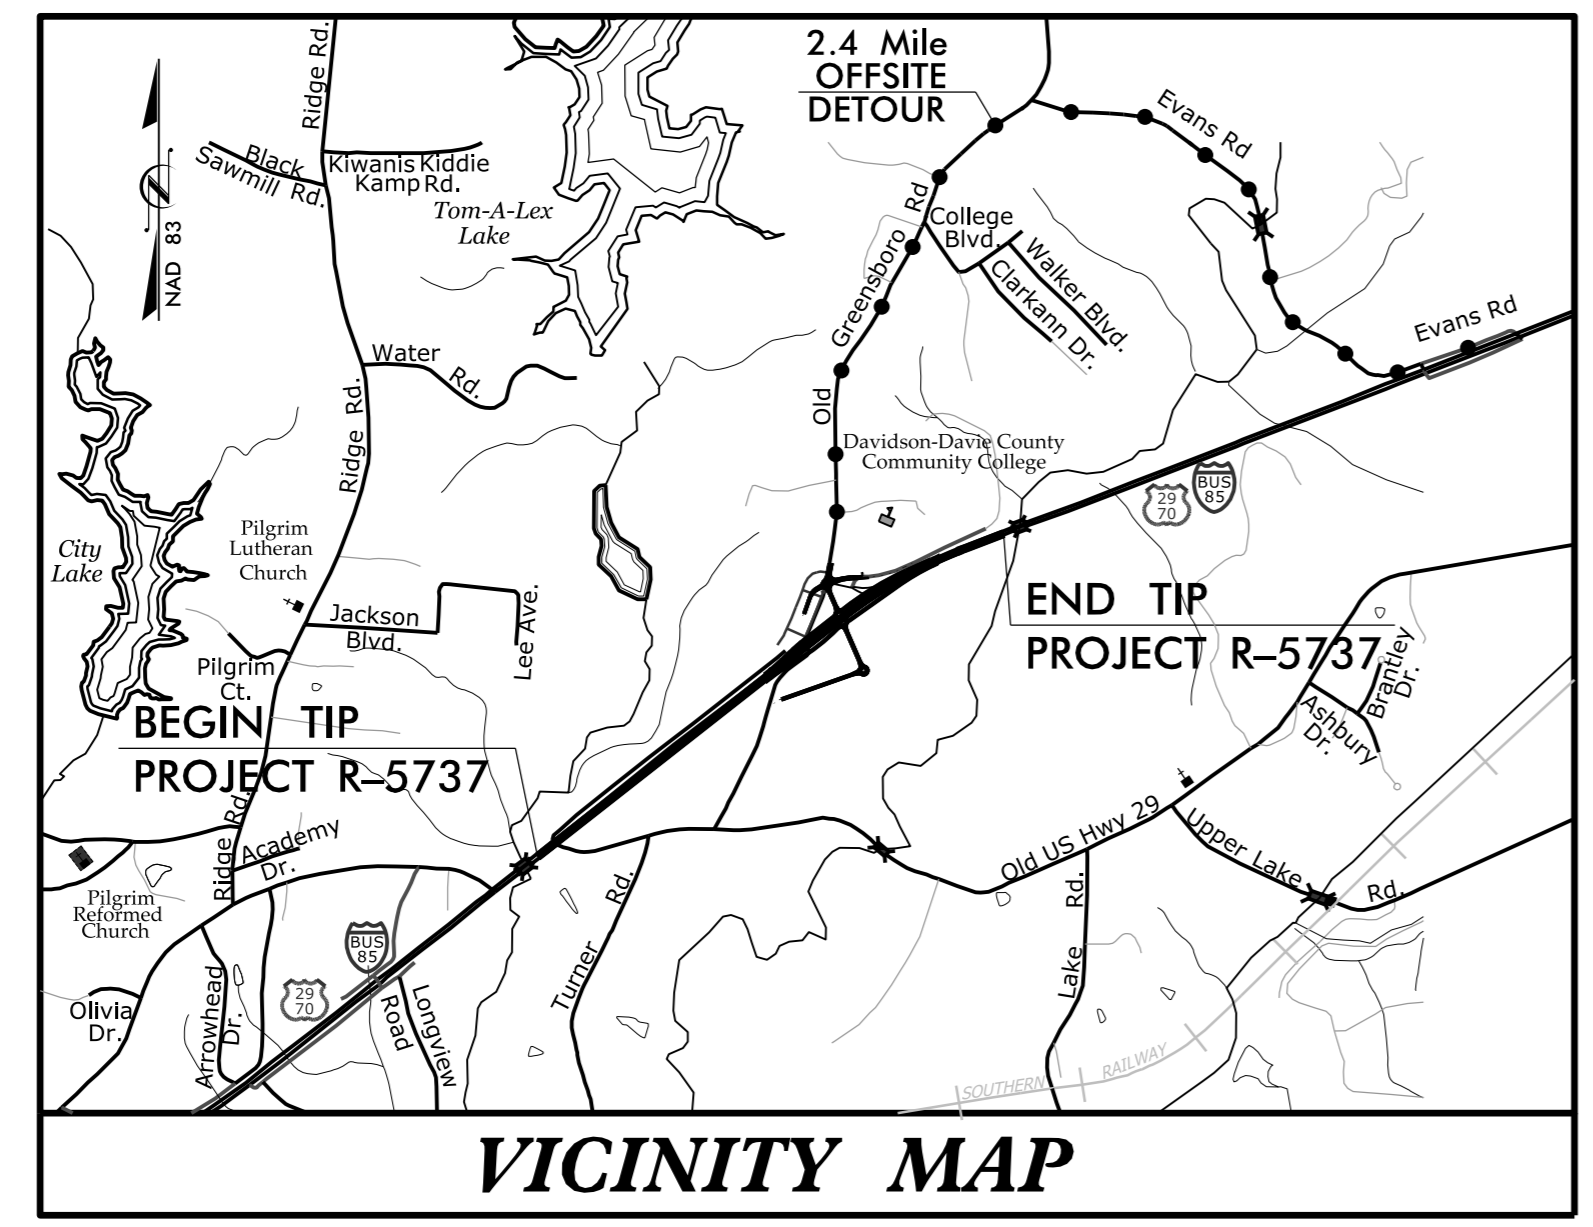 2.4 Mile
OFFSITE
DETOUR
Ridge Rd.
Evans Rd
Black
Sawmill Rd.
Kiwanis Kiddie
Kamp Rd.
Tom-A-Lex
Lake
NAD 83
College
Blvd.
Walker Blvd.
Clarkann Dr.
Old Greensboro Rd
Evans Rd
Water Rd.
Ridge Rd.
Davidson-Davie County
Community College
29
70
BUS
85
City
Lake
Pilgrim
Lutheran
Church
Jackson
Blvd.
Lee Ave.
Pilgrim
Ct.
END TIP
PROJECT R–5737
Brantley
Dr.
Ashbury
Dr.
BEGIN TIP
PROJECT R–5737
Ridge Rd.
Academy
Dr.
Old US Hwy 29
Upper Lake Rd.
Pilgrim
Reformed
Church
Turner Rd.
Lake Rd.
BUS
85
29
70
Olivia
Dr.
Arrowhead
Dr.
Longview
Road
SOUTHERN RAILWAY
VICINITY MAP